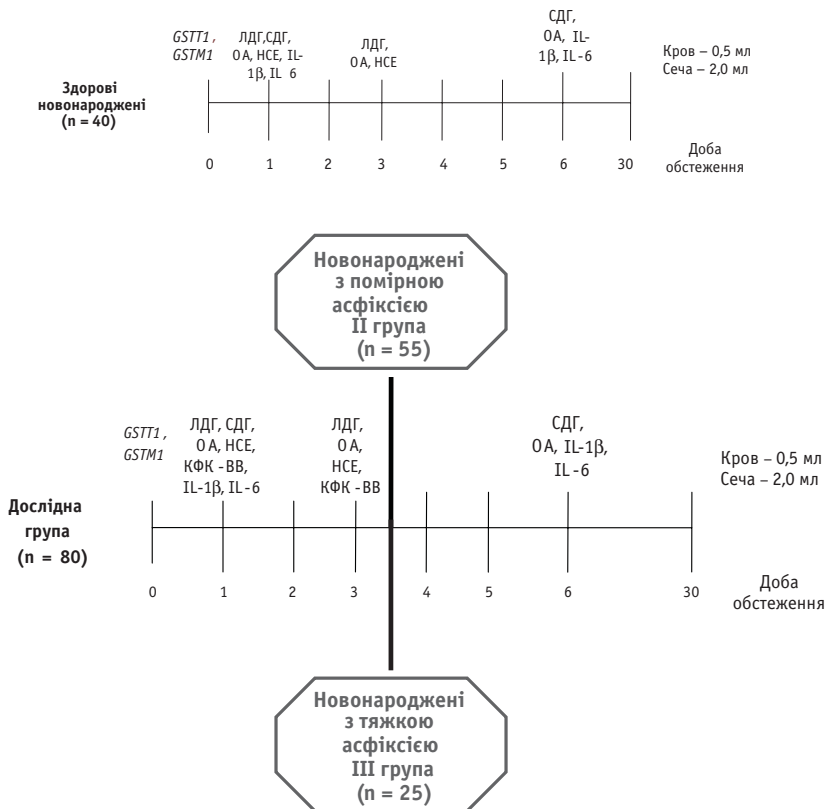 GSTT1,
GSTM1
ЛДГ,СДГ,
ОА, НСЕ, IL-
1β, IL 6
ЛДГ,
ОА, НСЕ
СДГ,
ОА, IL-
1β, IL-6
Кров – 0,5 мл
Сеча – 2,0 мл
Здорові
новонароджені
(n = 40)
0 1 2 3 4 5 6 30
Доба
обстеження
Новонароджені
з помірною
асфіксією
II група
(n = 55)
GSTT1,
GSTM1
ЛДГ, СДГ,
ОА, НСЕ,
КФК -ВВ,
IL-1β, IL-6
ЛДГ,
ОА,
НСЕ,
КФК -ВВ
СДГ,
ОА, IL-1β,
IL-6
Кров – 0,5 мл
Сеча – 2,0 мл
Дослідна
група
(n = 80)
0 1 2 3 4 5 6 30
Доба
обстеження
Новонароджені
з тяжкою
асфіксією
III група
(n = 25)